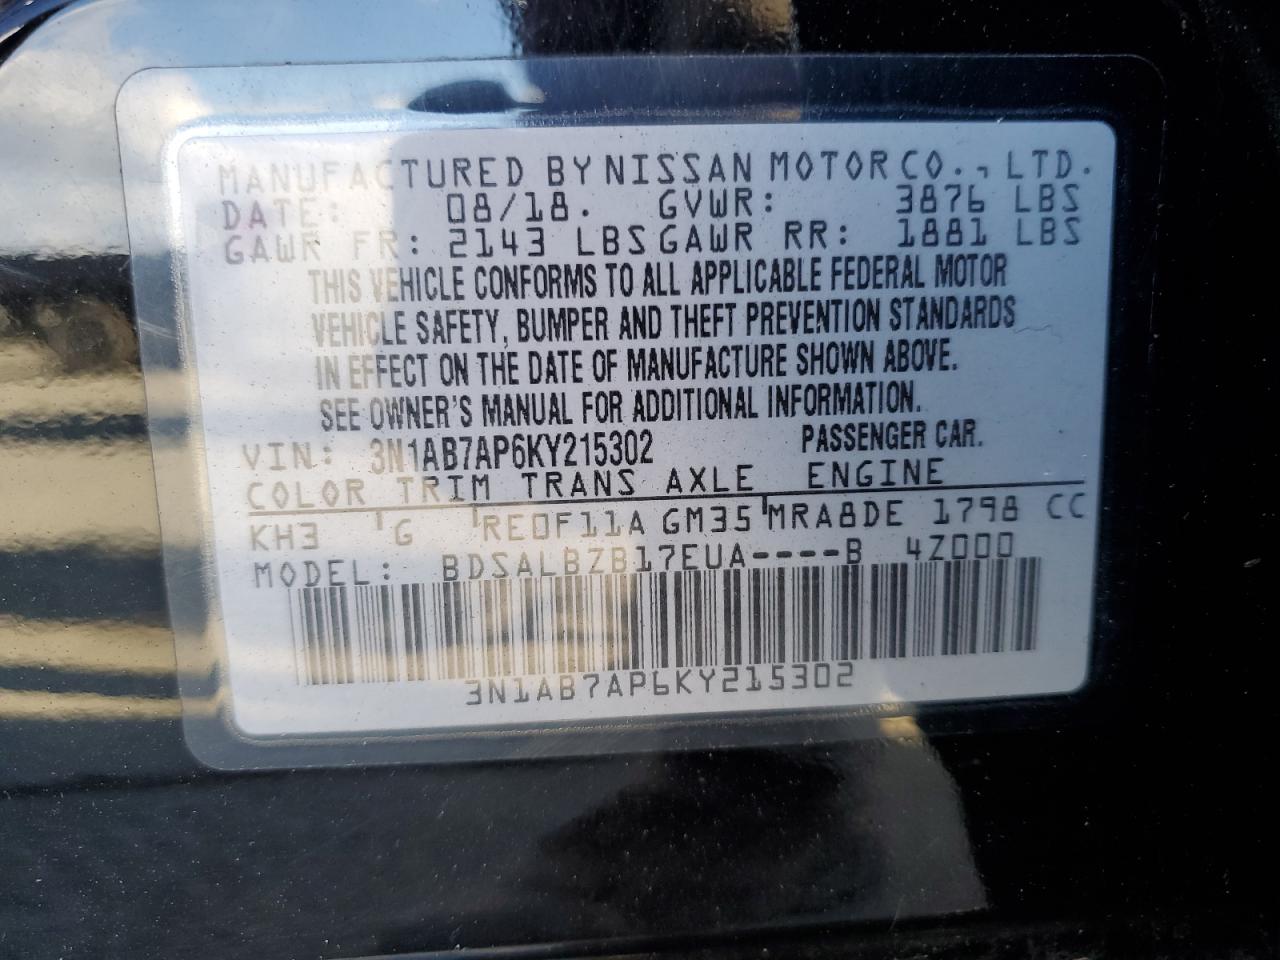 MANUFACTURED BY NISSAN MOTOR CO., LTD.
DATE: 08/18. GVWR: 3876 LBS
GAWR FR: 2143 LBS GAWR RR: 1881 LBS
THIS VEHICLE CONFORMS TO ALL APPLICABLE FEDERAL MOTOR
VEHICLE SAFETY, BUMPER AND THEFT PREVENTION STANDARDS
IN EFFECT ON THE DATE OF MANUFACTURE SHOWN ABOVE.
SEE OWNER'S MANUAL FOR ADDITIONAL INFORMATION.
VIN: 3N1AB7AP6KY215302 PASSENGER CAR.
COLOR TRIM TRANS AXLE ENGINE
KH3 G RE0F11A GM35 MRA8DE 1798 CC
MODEL: BDSALBZB17EUA----B 4Z000
3N1AB7AP6KY215302